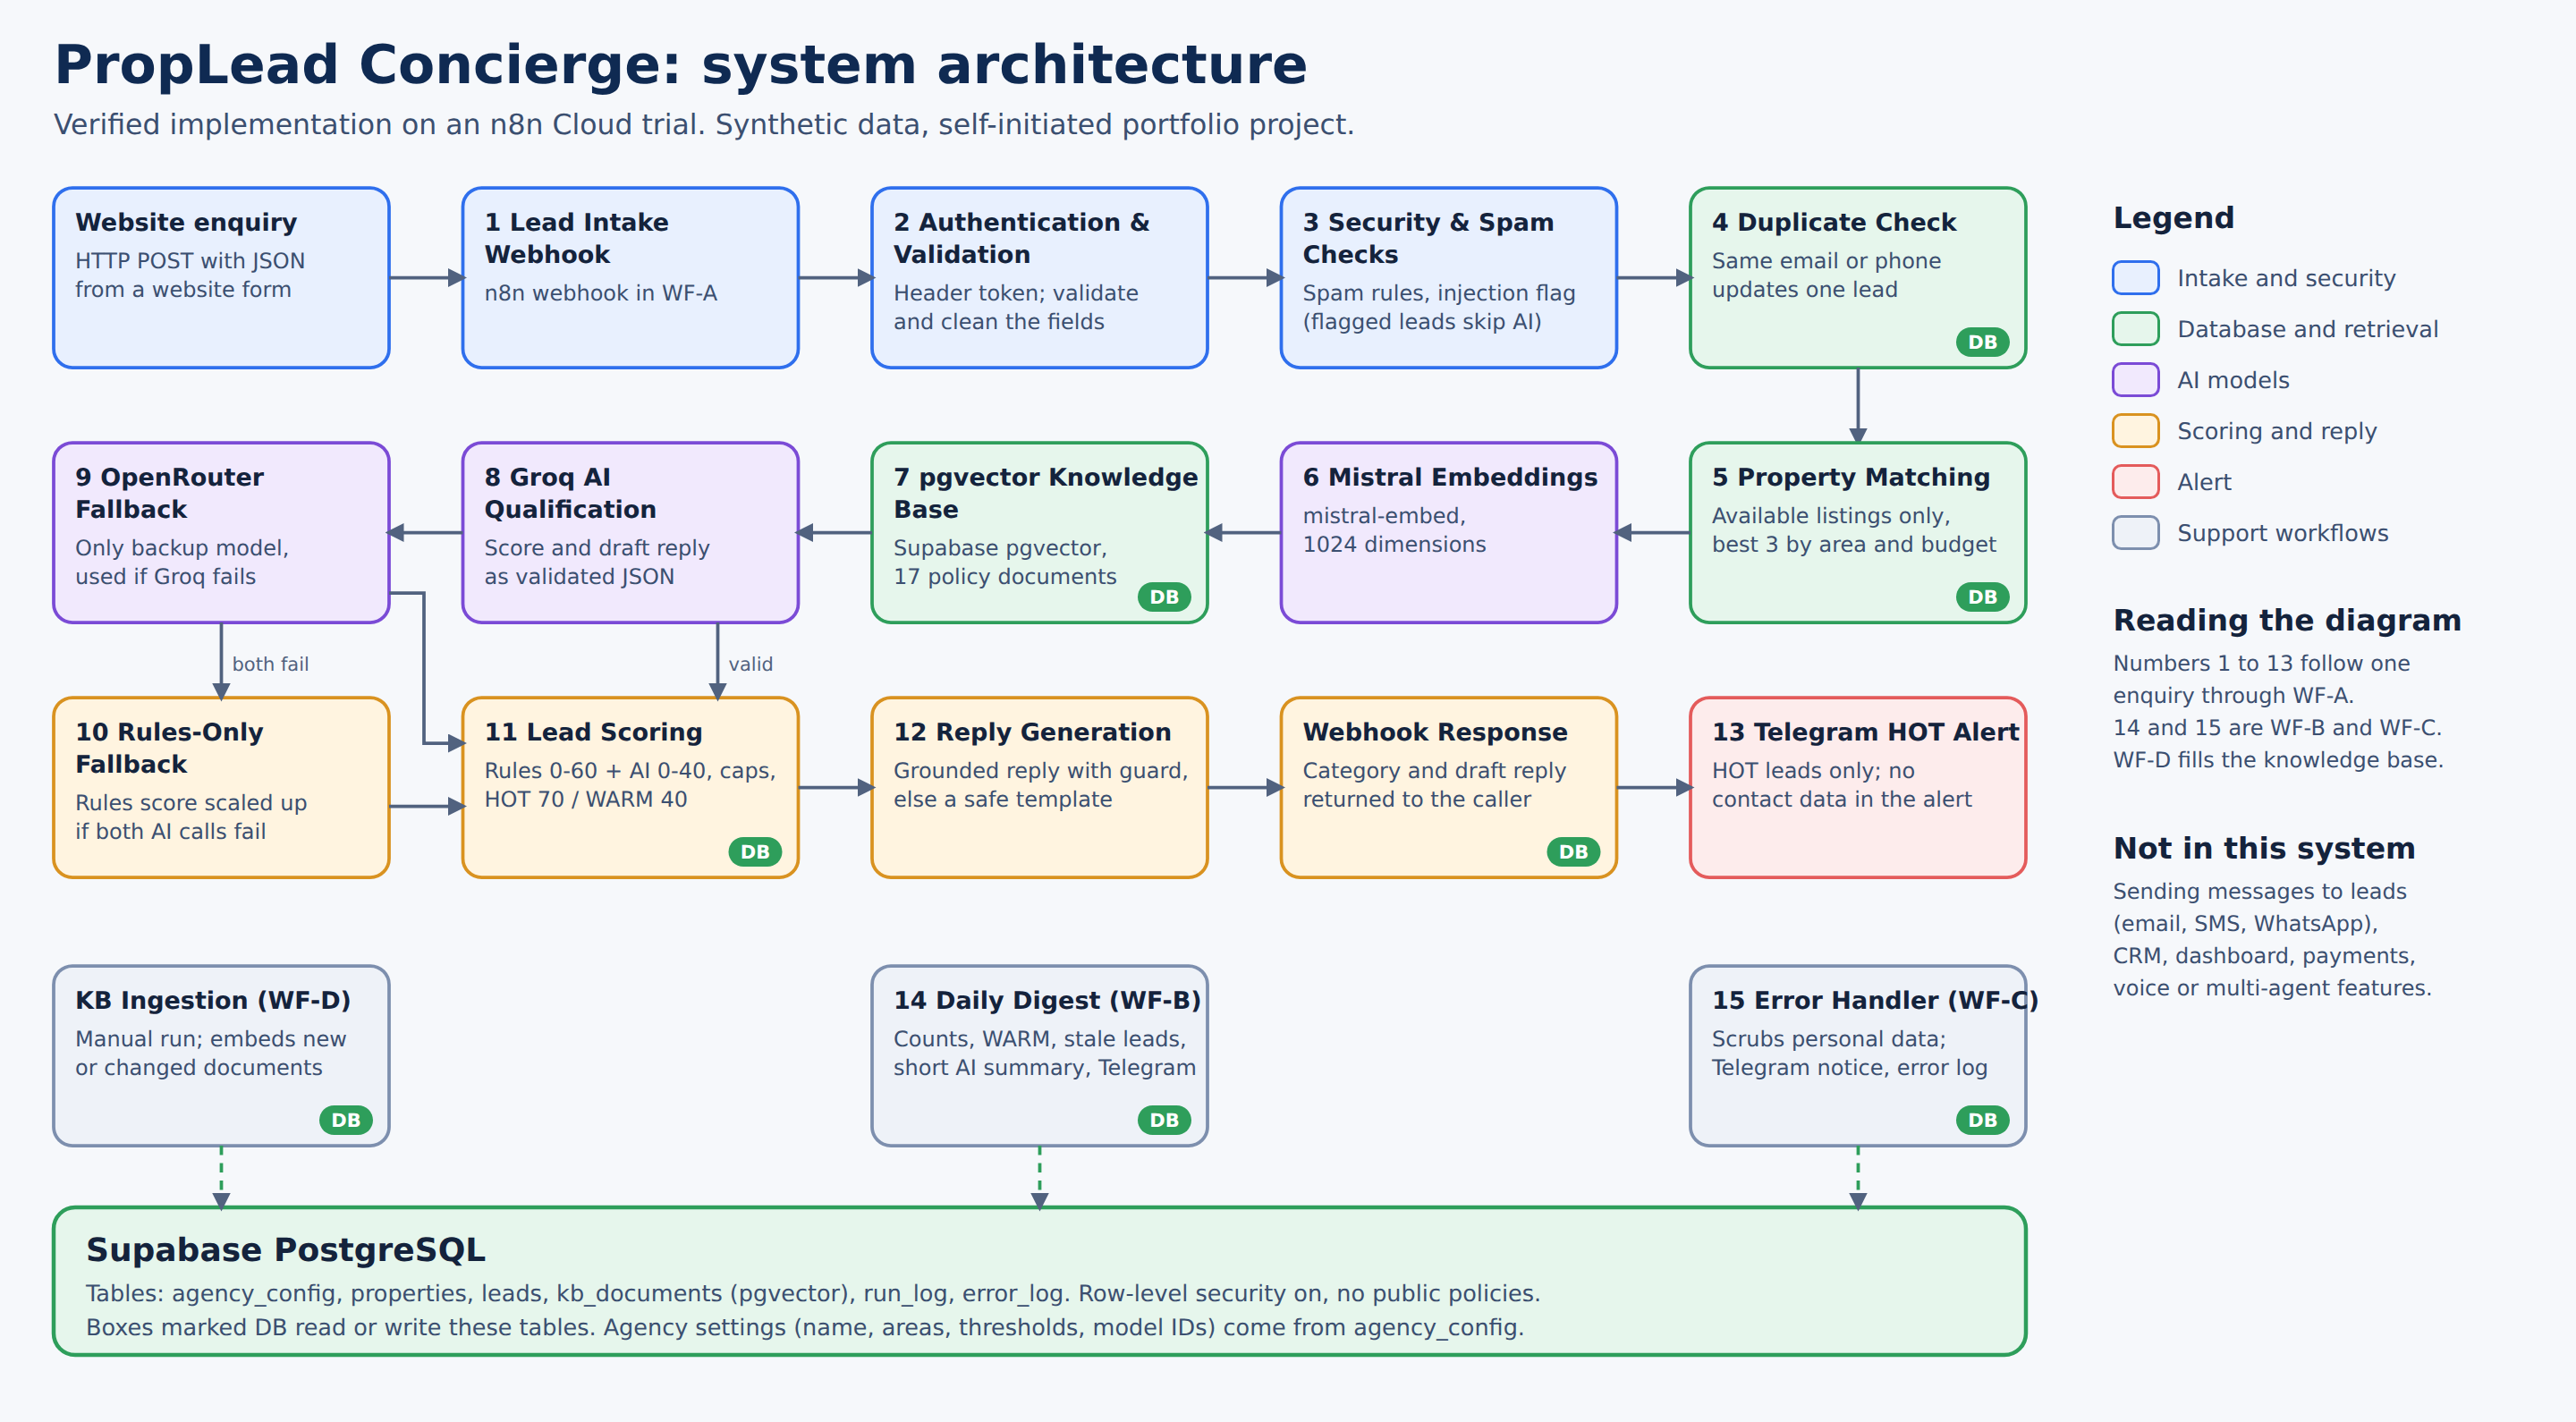 PropLead Concierge: system architecture
Verified implementation on an n8n Cloud trial. Synthetic data, self-initiated portfolio project.
Website enquiry
HTTP POST with JSON
from a website form
1 Lead Intake
Webhook
n8n webhook in WF-A
2 Authentication &
Validation
Header token; validate
and clean the fields
3 Security & Spam
Checks
Spam rules, injection flag
(flagged leads skip AI)
4 Duplicate Check
Same email or phone
updates one lead
DB
5 Property Matching
Available listings only,
best 3 by area and budget
DB
6 Mistral Embeddings
mistral-embed,
1024 dimensions
7 pgvector Knowledge
Base
Supabase pgvector,
17 policy documents
DB
8 Groq AI
Qualification
Score and draft reply
as validated JSON
9 OpenRouter
Fallback
Only backup model,
used if Groq fails
both fail
valid
10 Rules-Only
Fallback
Rules score scaled up
if both AI calls fail
11 Lead Scoring
Rules 0-60 + AI 0-40, caps,
HOT 70 / WARM 40
DB
12 Reply Generation
Grounded reply with guard,
else a safe template
Webhook Response
Category and draft reply
returned to the caller
DB
13 Telegram HOT Alert
HOT leads only; no
contact data in the alert
KB Ingestion (WF-D)
Manual run; embeds new
or changed documents
DB
14 Daily Digest (WF-B)
Counts, WARM, stale leads,
short AI summary, Telegram
DB
15 Error Handler (WF-C)
Scrubs personal data;
Telegram notice, error log
DB
Supabase PostgreSQL
Tables: agency_config, properties, leads, kb_documents (pgvector), run_log, error_log. Row-level security on, no public policies.
Boxes marked DB read or write these tables. Agency settings (name, areas, thresholds, model IDs) come from agency_config.
Legend
Intake and security
Database and retrieval
AI models
Scoring and reply
Alert
Support workflows
Reading the diagram
Numbers 1 to 13 follow one
enquiry through WF-A.
14 and 15 are WF-B and WF-C.
WF-D fills the knowledge base.
Not in this system
Sending messages to leads
(email, SMS, WhatsApp),
CRM, dashboard, payments,
voice or multi-agent features.